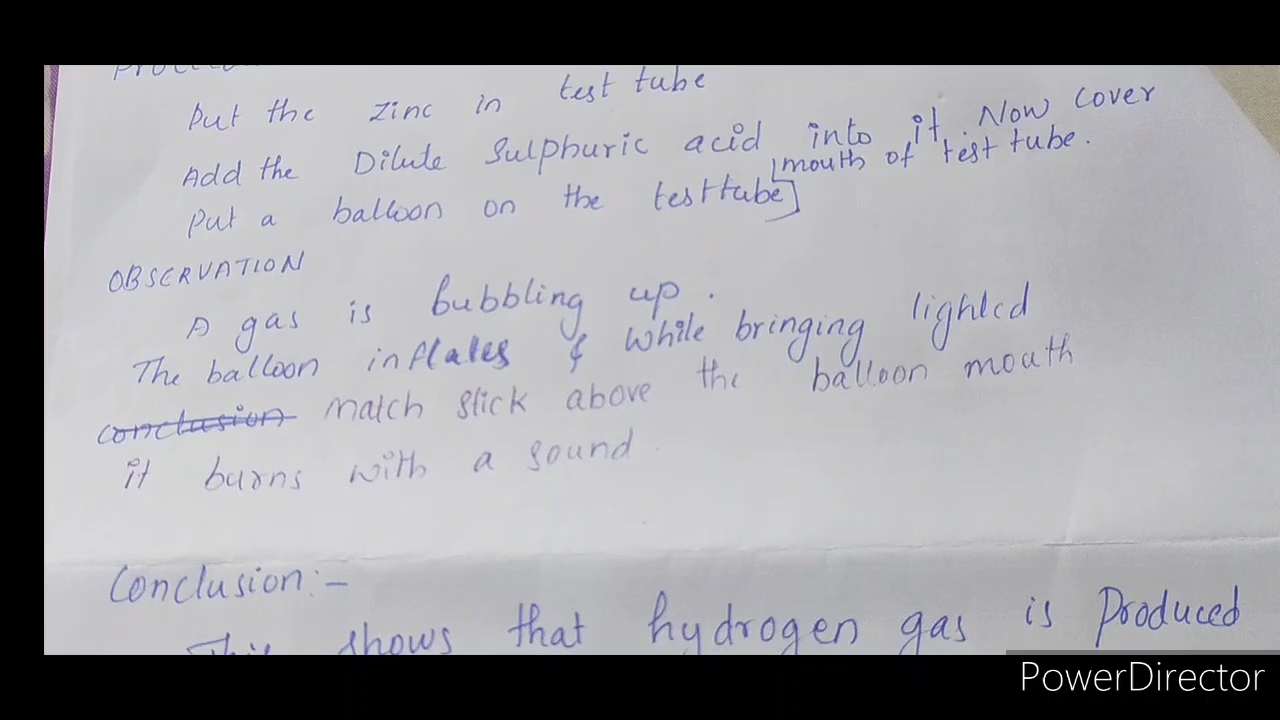 Put the zinc in test tube
Add the Dilute Sulphuric acid into it. Now cover
Put a balloon on the testtube] [mouth of test tube.
OBSERVATION
A gas is bubbling up.
The balloon inflates & while bringing lighted
conclusion match stick above the balloon mouth
it burns with a sound.
Conclusion:-
This shows that hydrogen gas is produced
PowerDirector